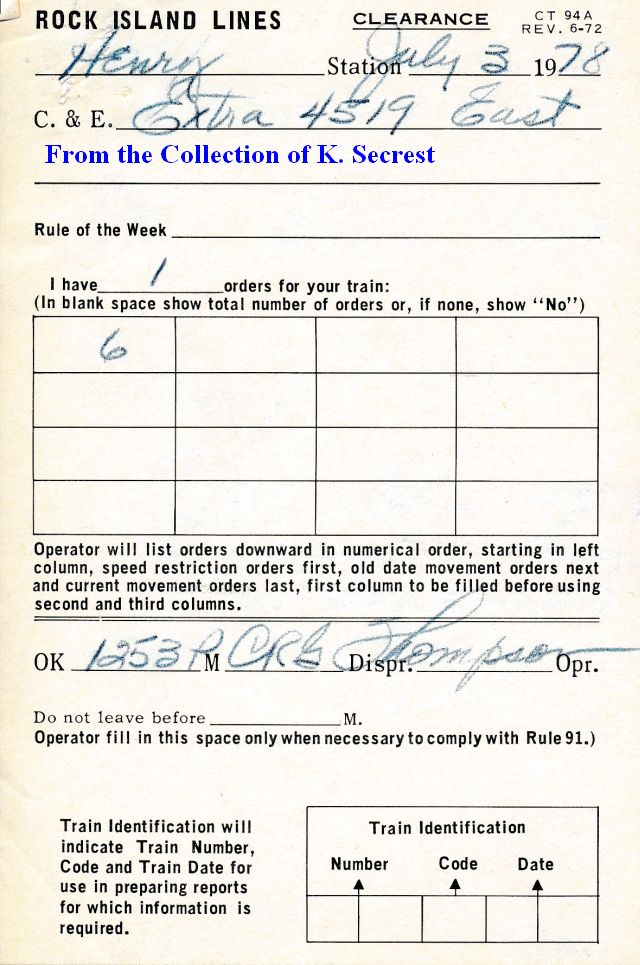 ROCK ISLAND LINES CLEARANCE CT 94A
REV. 6-72
Henry Station July 3 1978
C. & E. Extra 4519 East
From the Collection of K. Secrest
Rule of the Week
I have 1 orders for your train:
(In blank space show total number of orders or, if none, show "No")
6
Operator will list orders downward in numerical order, starting in left
column, speed restriction orders first, old date movement orders next
and current movement orders last, first column to be filled before using
second and third columns.
OK 1253 P M CRG Dispr. Thompson Opr.
Do not leave before M.
Operator fill in this space only when necessary to comply with Rule 91.)
Train Identification will
indicate Train Number,
Code and Train Date for
use in preparing reports
for which information is
required.
Train Identification
Number Code Date